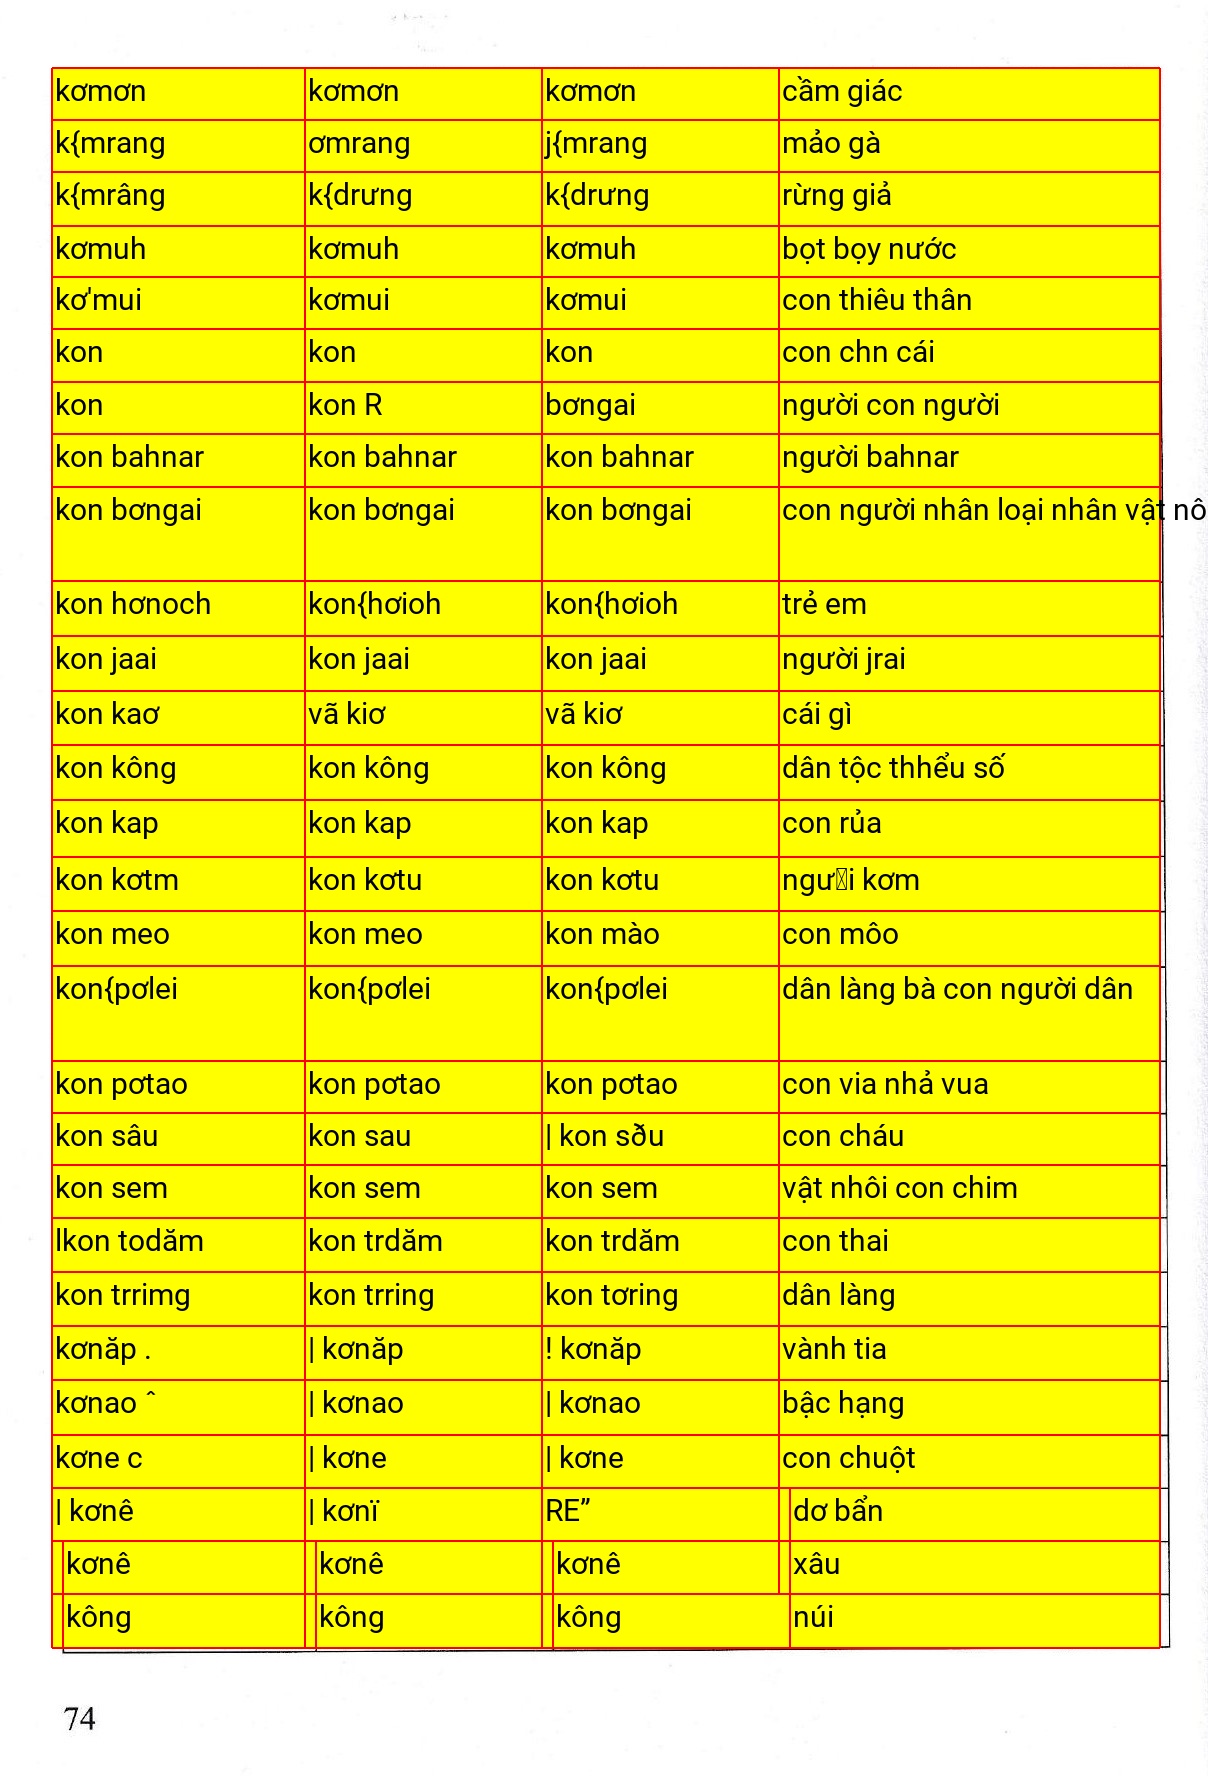 kơmơn kơmơn kơmơn cầm giác
k{mrang ơmrang j{mrang mảo gà
k{mrâng k{drưng k{drưng rừng giả
kơmuh kơmuh kơmuh bọt bọy nước
kơ'mui kơmui kơmui con thiêu thân
kon kon kon con chn cái
kon kon R bơngai người con người
kon bahnar kon bahnar kon bahnar người bahnar
kon bơngai kon bơngai kon bơngai con người nhân loại nhân vật nô
kon hơnoch kon{hơioh kon{hơioh trẻ em
kon jaai kon jaai kon jaai người jrai
kon kaơ vã kiơ vã kiơ cái gì
kon kông kon kông kon kông dân tộc thhểu số
kon kap kon kap kon kap con rủa
kon kơtm kon kơtu kon kơtu kơm
kon meo kon meo kon mào con môo
kon{pơlei kon{pơlei kon{pơlei dân làng bà con người dân
kon pơtao kon pơtao kon pơtao con via nhả vua
kon sâu kon sau | kon sðu con cháu
kon sem kon sem kon sem vật nhôi con chim
lkon todăm kon trdăm kon trdăm con thai
kon trrimg kon trring kon tơring dân làng
kơnăp . | kơnăp ! kơnăp vành tia
kơnao ˆ | kơnao | kơnao bậc hạng
kơne c | kơne | kơne con chuột
| kơnê | kơnï RE” dơ bẩn
kơnê kơnê kơnê xâu
kông kông kông núi
74